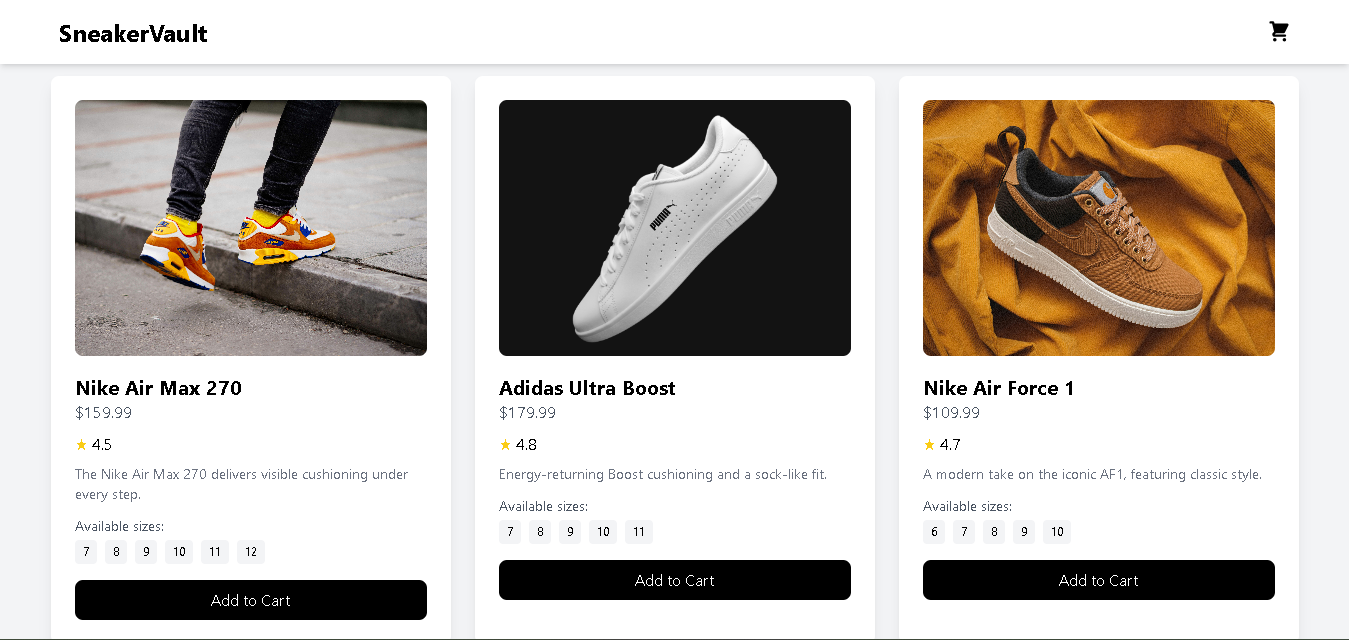 SneakerVault
PUMA
Nike Air Max 270
$159.99
★ 4.5
The Nike Air Max 270 delivers visible cushioning under
every step.
Available sizes:
7 8 9 10 11 12
Add to Cart
Adidas Ultra Boost
$179.99
★ 4.8
Energy-returning Boost cushioning and a sock-like fit.
Available sizes:
7 8 9 10 11
Add to Cart
Nike Air Force 1
$109.99
★ 4.7
A modern take on the iconic AF1, featuring classic style.
Available sizes:
6 7 8 9 10
Add to Cart